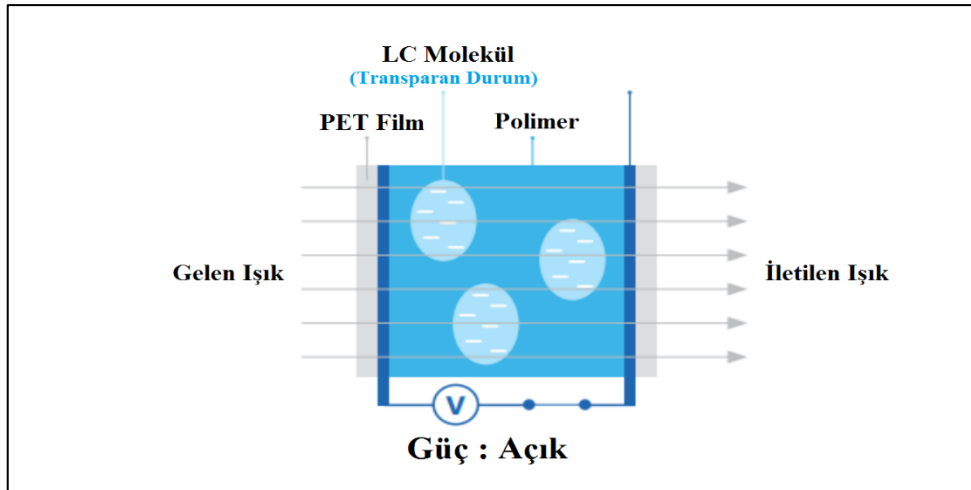 LC Molekül
(Transparan Durum)
PET Film
Polimer
Gelen Işık
İletilen Işık
V
Güç : Açık